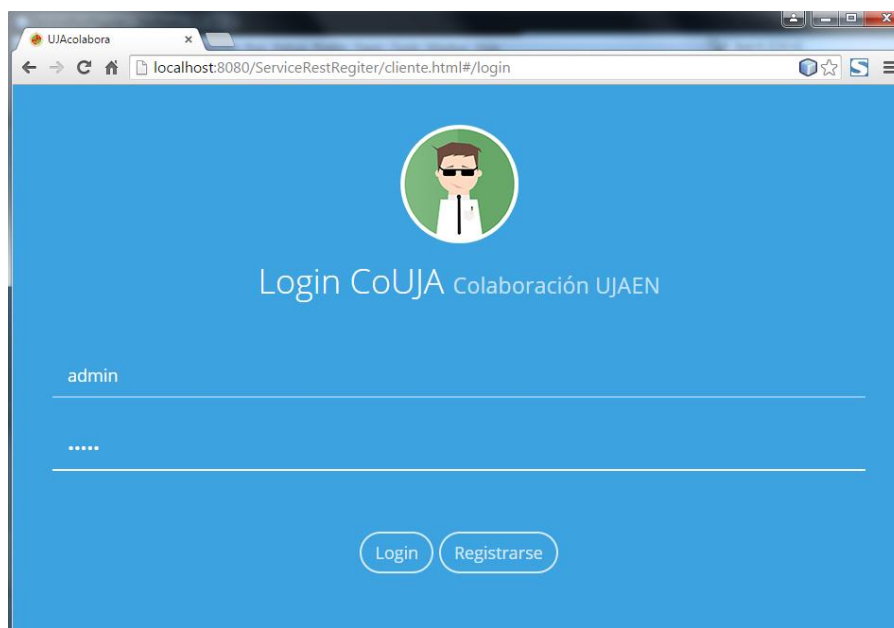 UJAcolabora
localhost:8080/ServiceRestRegiter/cliente.html#/login
Login CoUJA Colaboración UJAEN
admin
•••••
Login Registrarse